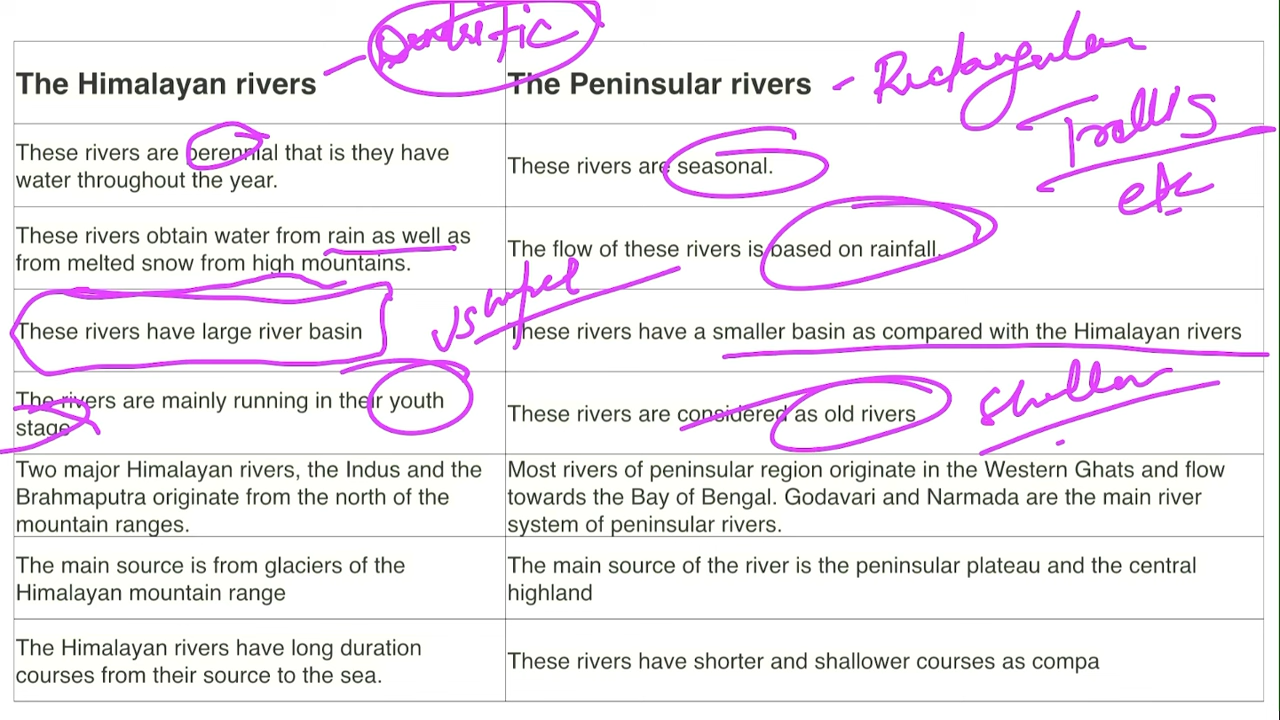 Dentritic
The Himalayan rivers
The Peninsular rivers
- Rectangular
Trellis
etc
These rivers are perennial that is they have
water throughout the year.
These rivers are seasonal.
These rivers obtain water from rain as well as
from melted snow from high mountains.
The flow of these rivers is based on rainfall.
These rivers have large river basin
V shaped
These rivers have a smaller basin as compared with the Himalayan rivers
The rivers are mainly running in their youth
stage
These rivers are considered as old rivers
Shallow
Two major Himalayan rivers, the Indus and the
Brahmaputra originate from the north of the
mountain ranges.
Most rivers of peninsular region originate in the Western Ghats and flow
towards the Bay of Bengal. Godavari and Narmada are the main river
system of peninsular rivers.
The main source is from glaciers of the
Himalayan mountain range
The main source of the river is the peninsular plateau and the central
highland
The Himalayan rivers have long duration
courses from their source to the sea.
These rivers have shorter and shallower courses as compa